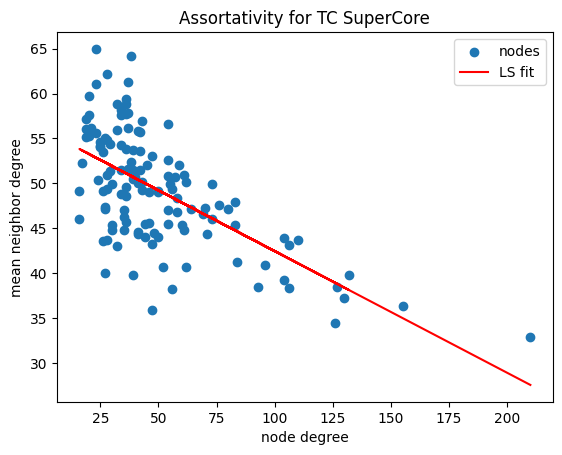 Assortativity for TC SuperCore
nodes
LS fit
mean neighbor degree
65
60
55
50
45
40
35
30
25 50 75 100 125 150 175 200
node degree